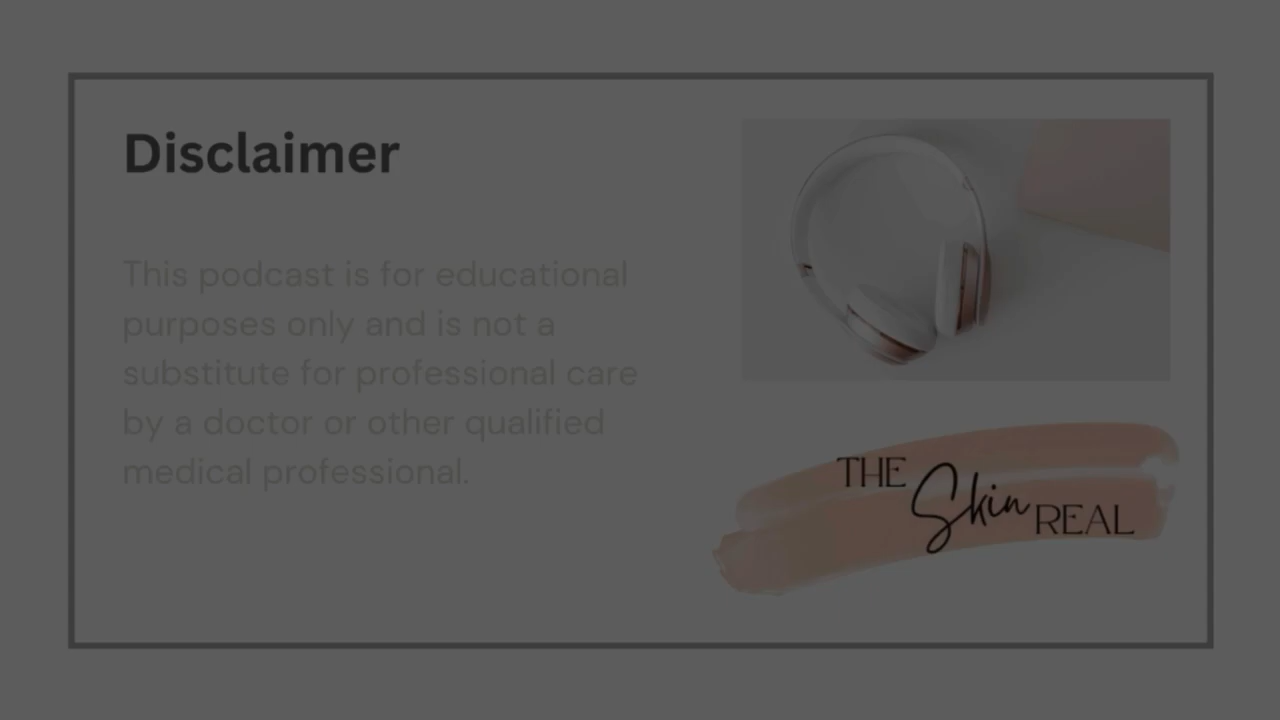 Disclaimer
This podcast is for educational
purposes only and is not a
substitute for professional care
by a doctor or other qualified
medical professional.
THE Skin REAL